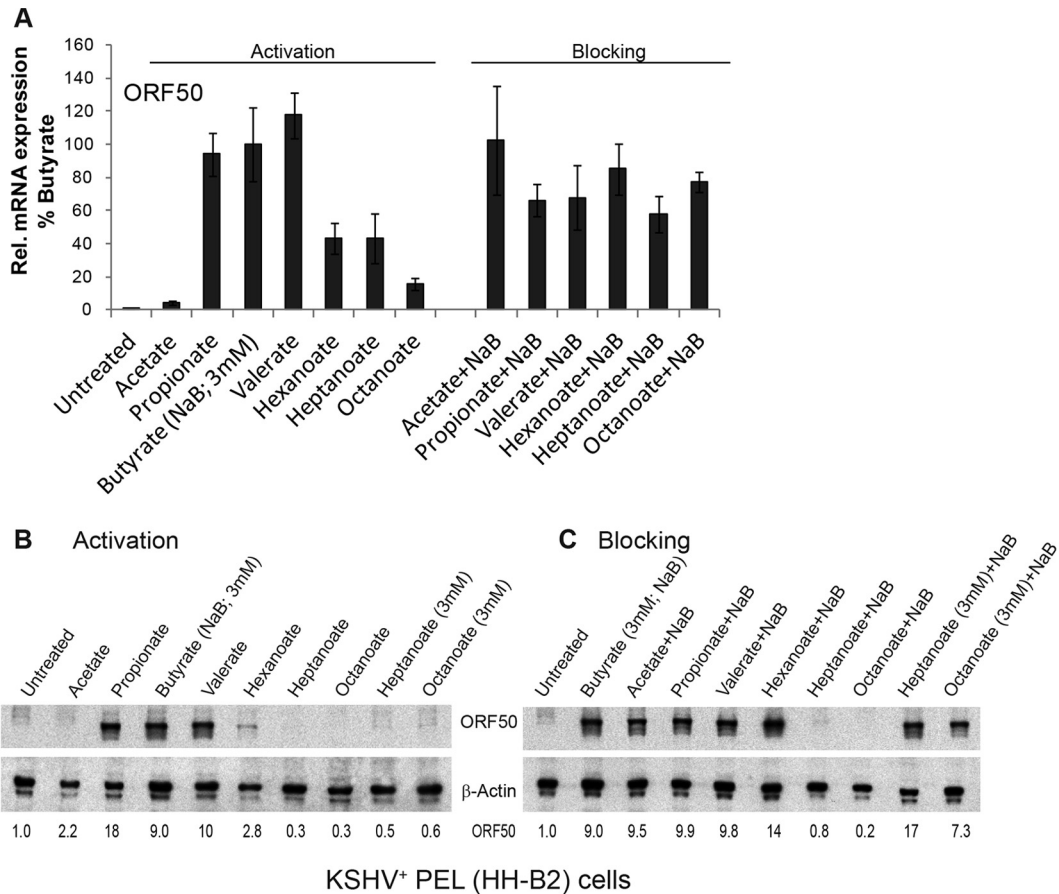 A
Activation
Blocking
ORF50
Rel. mRNA expression
% Butyrate
160
140
120
100
80
60
40
20
0
Untreated
Acetate
Propionate
Butyrate (NaB; 3mM)
Valerate
Hexanoate
Heptanoate
Octanoate
Acetate+NaB
Propionate+NaB
Valerate+NaB
Hexanoate+NaB
Heptanoate+NaB
Octanoate+NaB
B Activation
Untreated
Acetate
Propionate
Butyrate (NaB; 3mM)
Valerate
Hexanoate
Heptanoate
Octanoate
Heptanoate (3mM)
Octanoate (3mM)
C Blocking
Untreated
Butyrate (3mM; NaB)
Acetate+NaB
Propionate+NaB
Valerate+NaB
Hexanoate+NaB
Heptanoate+NaB
Octanoate+NaB
Heptanoate (3mM)+NaB
Octanoate (3mM)+NaB
ORF50
β-Actin
1.0 2.2 18 9.0 10 2.8 0.3 0.3 0.5 0.6 ORF50 1.0 9.0 9.5 9.9 9.8 14 0.8 0.2 17 7.3
KSHV⁺ PEL (HH-B2) cells